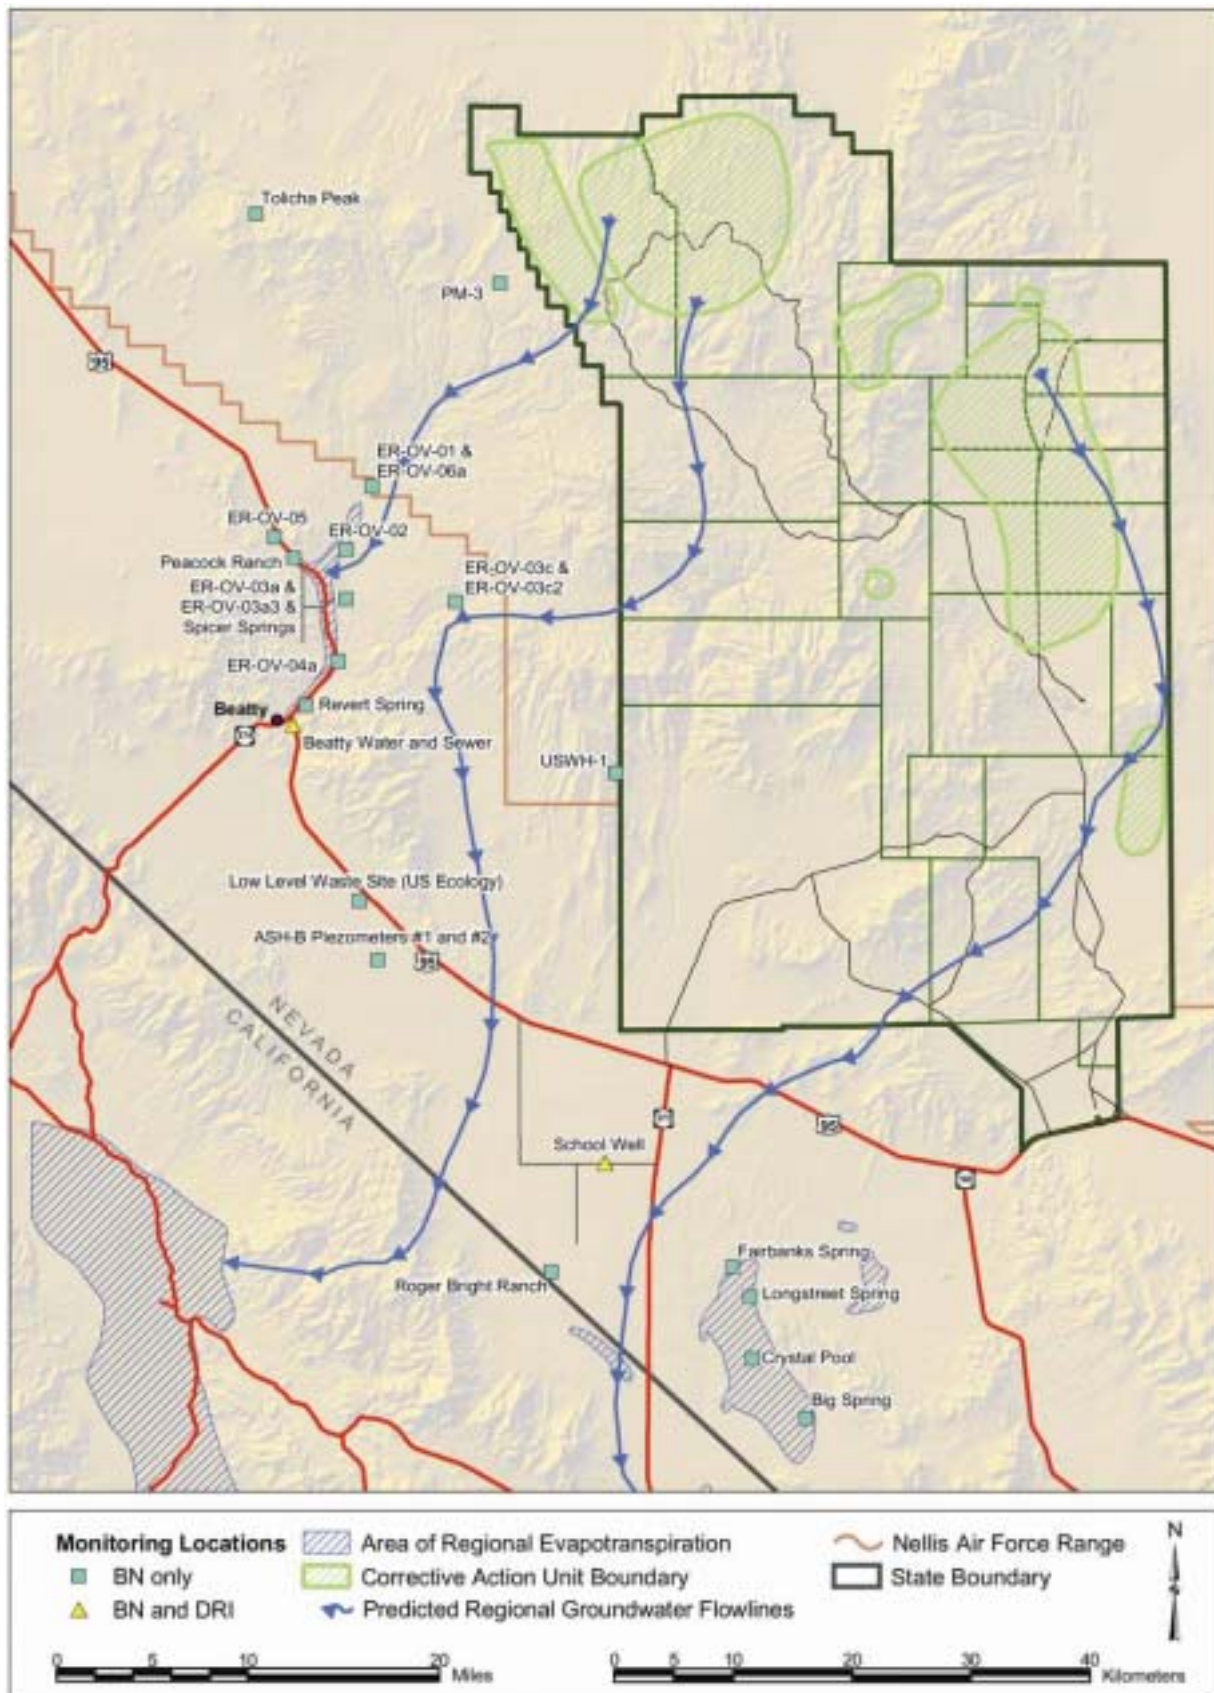 Tolicha Peak
PM-3
95
ER-OV-01 &
ER-OV-06a
ER-OV-05
ER-OV-02
Peacock Ranch
ER-OV-03c &
ER-OV-03c2
ER-OV-03a &
ER-OV-03a3 &
Spicer Springs
ER-OV-04a
Revert Spring
Beatty
Beatty Water and Sewer
USWH-1
Low Level Waste Site (US Ecology)
ASH-B Piezometers #1 and #2
95
NEVADA
CALIFORNIA
School Well
95
Fairbanks Spring
Roger Bright Ranch
Longstreet Spring
Crystal Pool
Big Spring
Monitoring Locations
BN only
BN and DRI
Area of Regional Evapotranspiration
Corrective Action Unit Boundary
Predicted Regional Groundwater Flowlines
Nellis Air Force Range
State Boundary
N
0 5 10 20 Miles
0 10 20 30 40 Kilometers